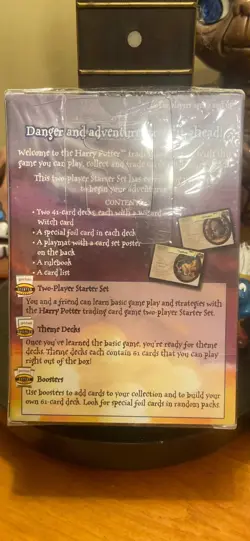 Danger and adventure ahead
Welcome to the Harry Potter™ trading
game you can play, collect and trade
This two-player Starter Set
to begin your adventure
CONTENTS
• Two 41-card decks, each with a Wizard or
Witch card
• A special foil card in each deck
• A playmat with a card set poster
on the back
• A rulebook
• A card list
Two-Player Starter Set
You and a friend can learn basic game play and strategies with
the Harry Potter trading card game two-player Starter Set.
Theme Decks
Once you've learned the basic game, you're ready for theme
decks. Theme decks each contain 61 cards that you can play
right out of the box!
Boosters
Use boosters to add cards to your collection and to build your
own 61-card deck. Look for special foil cards in random packs.